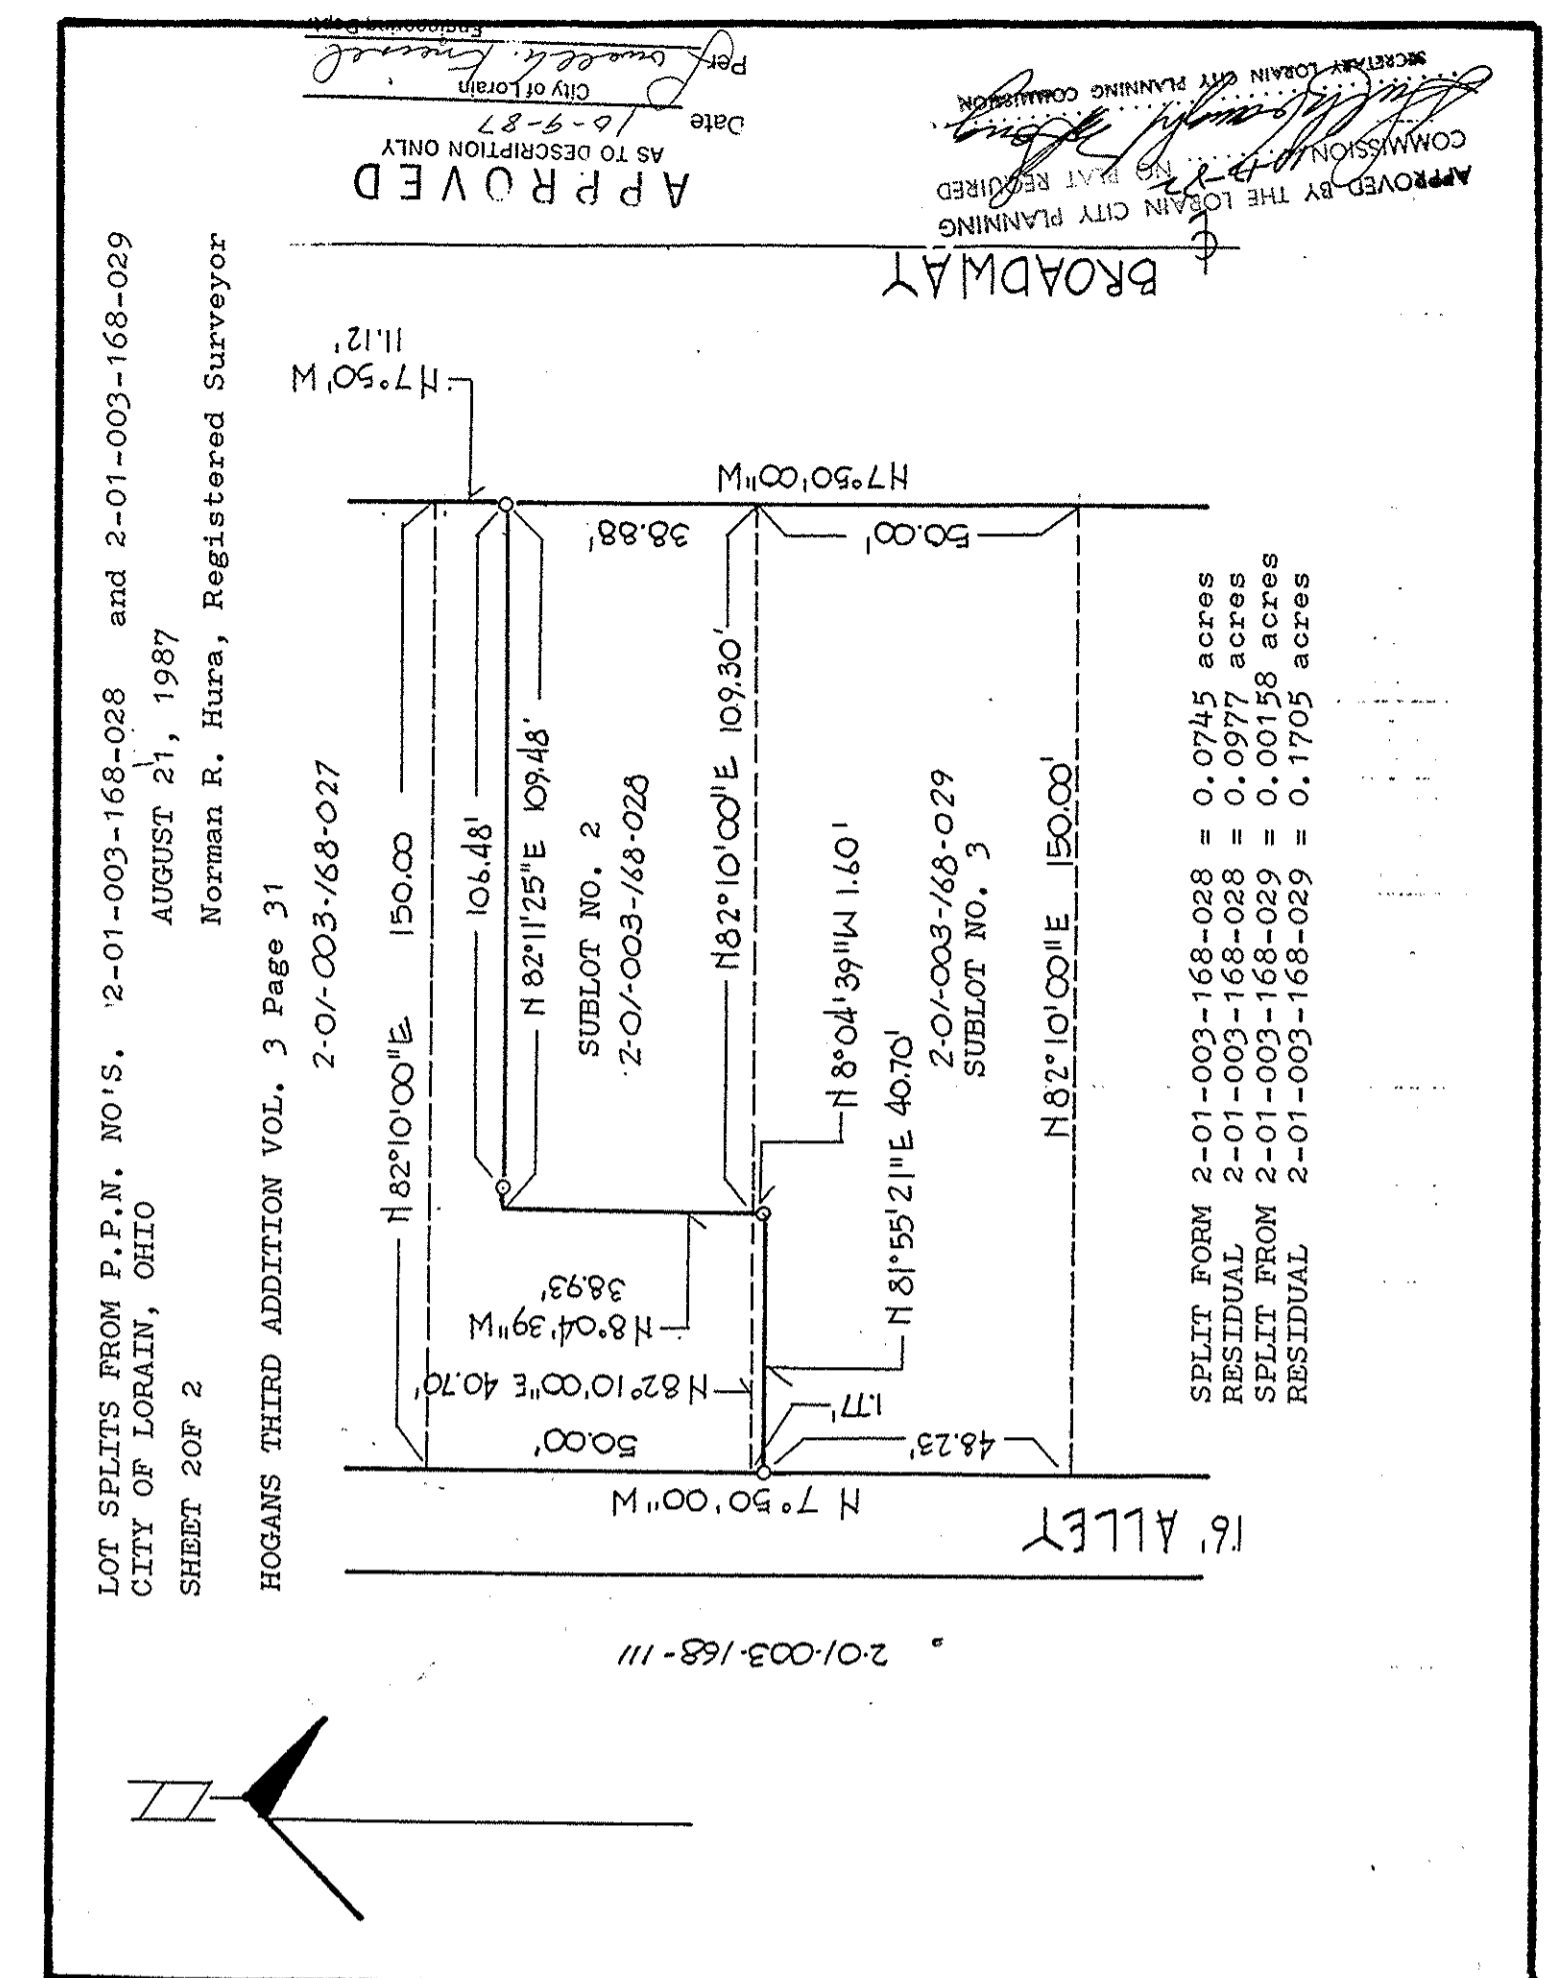 LOT SPLITS FROM P.P.N. NO'S. 2-01-003-168-028 and 2-01-003-168-029
CITY OF LORAIN, OHIO
AUGUST 21, 1987
SHEET 2OF 2
Norman R. Hura, Registered Surveyor
HOGANS THIRD ADDITION VOL. 3 Page 31
2-01-003-168-027
N82°10'00"E 150.00
106.48'
N82°11'25"E 109.48'
SUBLOT NO. 2
2-01-003-168-028
N82°10'00"E 109.30'
N8°04'39"W 1.60'
N81°55'21"E 40.70'
2-01-003-168-029
SUBLOT NO. 3
N82°10'00"E 150.00'
SPLIT FORM 2-01-003-168-028 = 0.0745 acres
RESIDUAL 2-01-003-168-028 = 0.0977 acres
SPLIT FROM 2-01-003-168-029 = 0.00158 acres
RESIDUAL 2-01-003-168-029 = 0.1705 acres
2-01-003-168-111
16' ALLEY
N 7°50'00"W
50.00'
48.23'
1.77'
N82°10'00"E 40.70'
N8°04'39"W
38.93'
50.00'
38.88'
N7°50'00"W
N7°50'W
11.12'
BROADWAY
APPROVED BY THE LORAIN CITY PLANNING
COMMISSION NO PLAT REQUIRED
SECRETARY LORAIN CITY PLANNING COMMISSION
APPROVED
AS TO DESCRIPTION ONLY
Date 10-9-87
City of Lorain
Per
Engineering Dept.